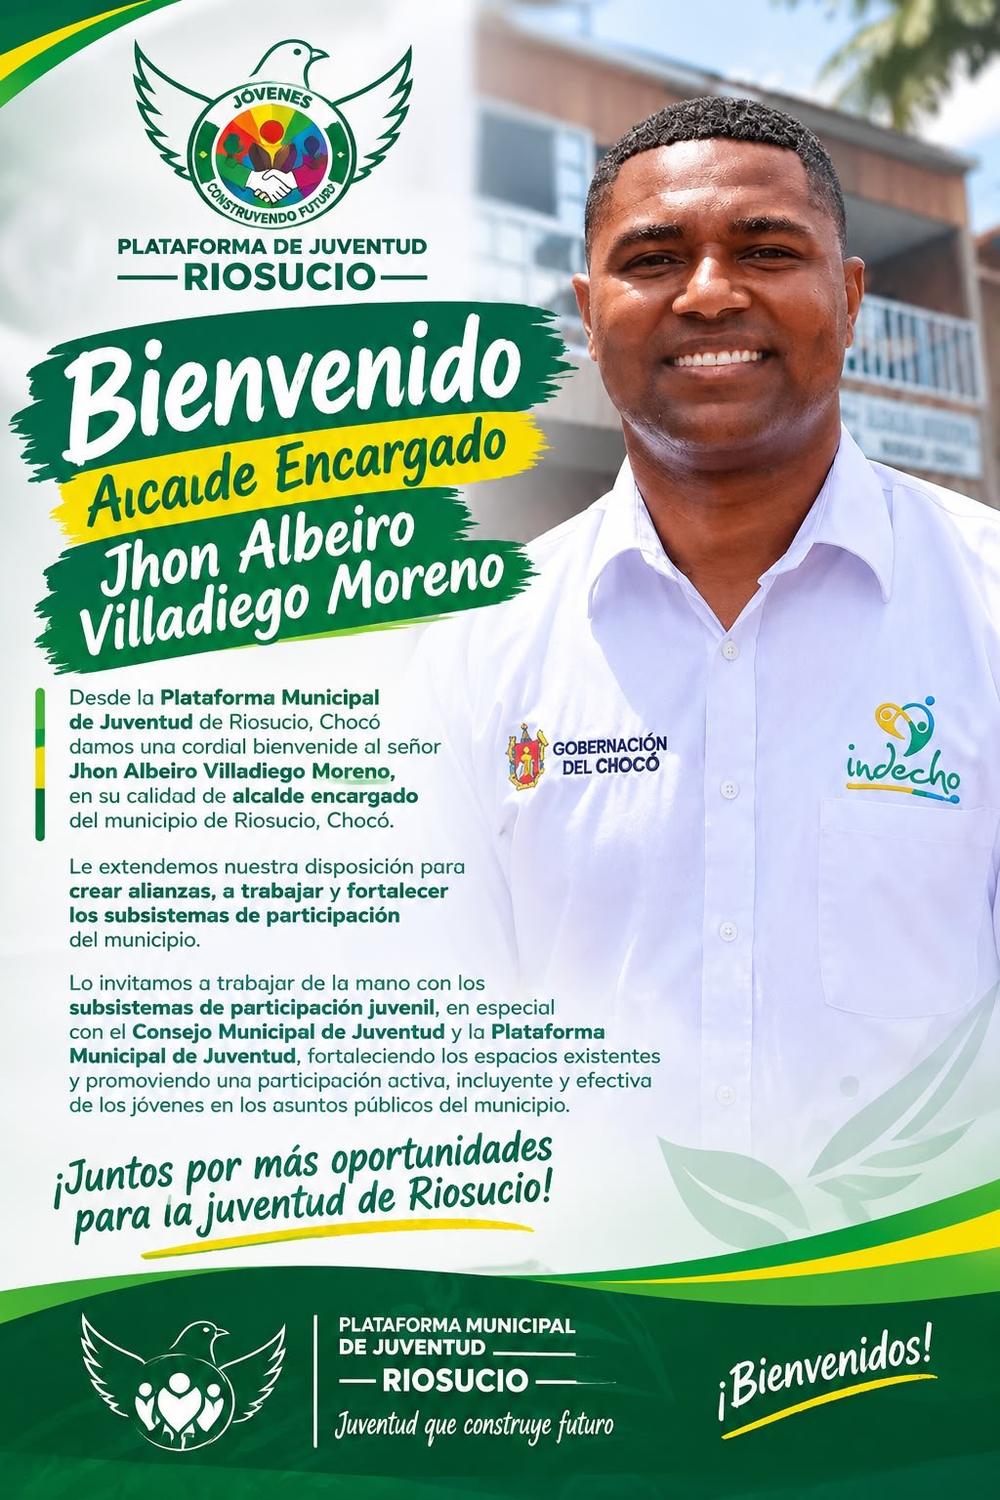 JÓVENES
CONSTRUYENDO FUTURO
PLATAFORMA DE JUVENTUD
RIOSUCIO
Bienvenido
Alcalde Encargado
Jhon Albeiro
Villadiego Moreno
Desde la Plataforma Municipal
de Juventud de Riosucio, Chocó
damos una cordial bienvenide al señor
Jhon Albeiro Villadiego Moreno,
en su calidad de alcalde encargado
del municipio de Riosucio, Chocó.
Le extendemos nuestra disposición para
crear alianzas, a trabajar y fortalecer
los subsistemas de participación
del municipio.
Lo invitamos a trabajar de la mano con los
subsistemas de participación juvenil, en especial
con el Consejo Municipal de Juventud y la Plataforma
Municipal de Juventud, fortaleciendo los espacios existentes
y promoviendo una participación activa, incluyente y efectiva
de los jóvenes en los asuntos públicos del municipio.
¡Juntos por más oportunidades
para la juventud de Riosucio!
GOBERNACIÓN
DEL CHOCÓ
indecho
PLATAFORMA MUNICIPAL
DE JUVENTUD
RIOSUCIO
Juventud que construye futuro
¡Bienvenidos!